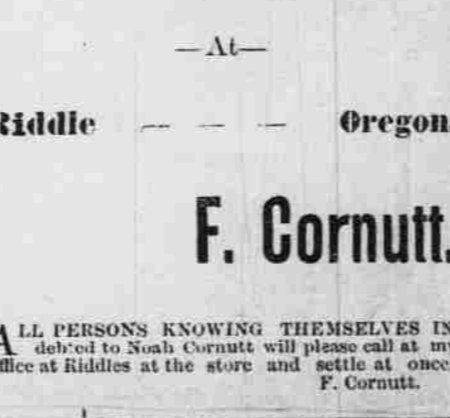 —At—
Riddle — — — Oregon
F. Cornutt.
ALL PERSONS KNOWING THEMSELVES IN
debted to Noah Cornutt will please call at my
office at Riddles at the store and settle at once
F. Cornutt.